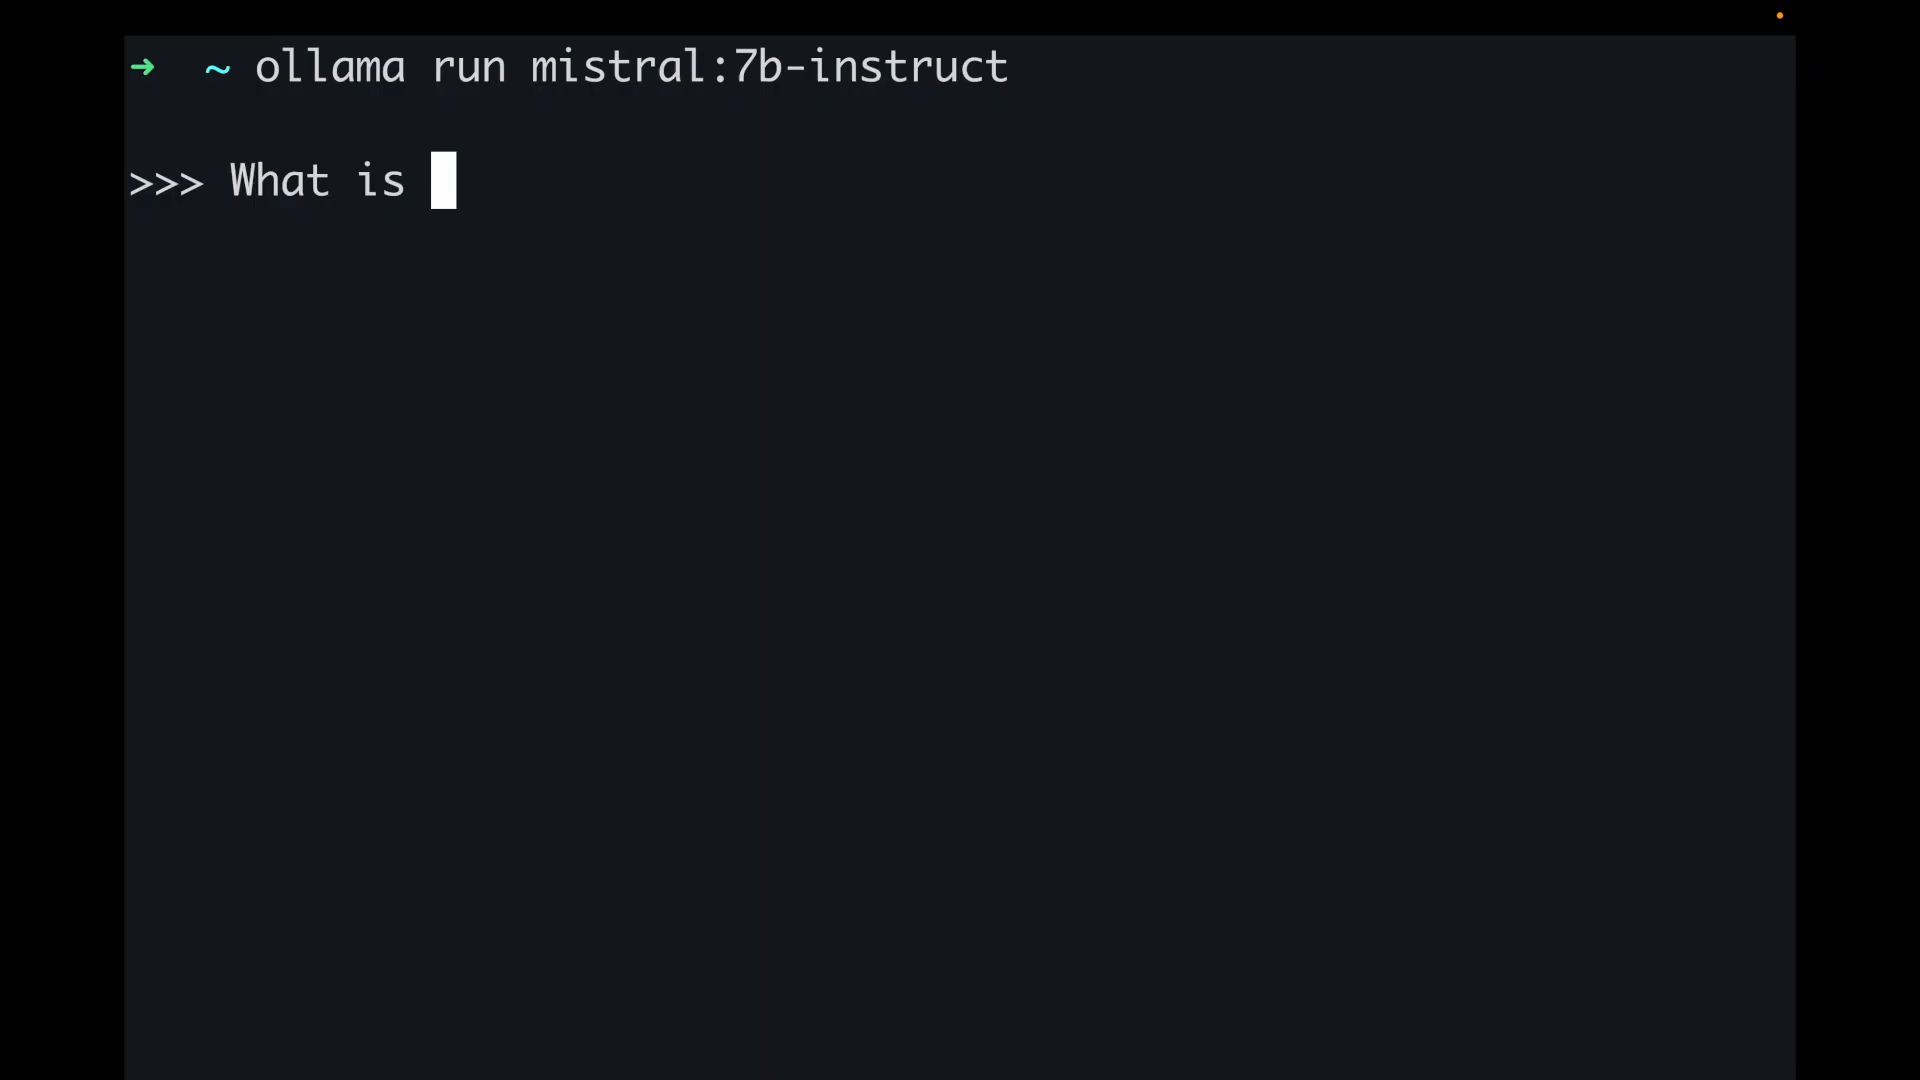 ➜ ~ ollama run mistral:7b-instruct
>>> What is